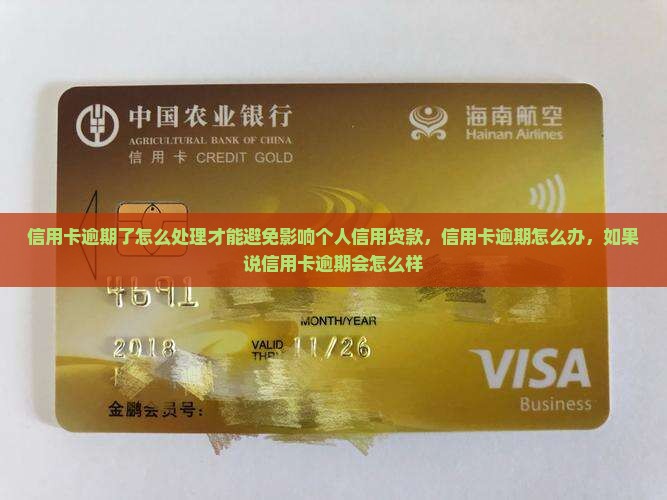 中国农业银行
AGRICULTURAL BANK OF CHINA
信用卡 CREDIT GOLD
海南航空
Hainan Airlines
信用卡逾期了怎么处理才能避免影响个人信用贷款，信用卡逾期怎么办，如果
说信用卡逾期会怎么样
4691
MONTH/YEAR
2018
VALID
THRU
11/26
VISA
Business
金鹏会员号：